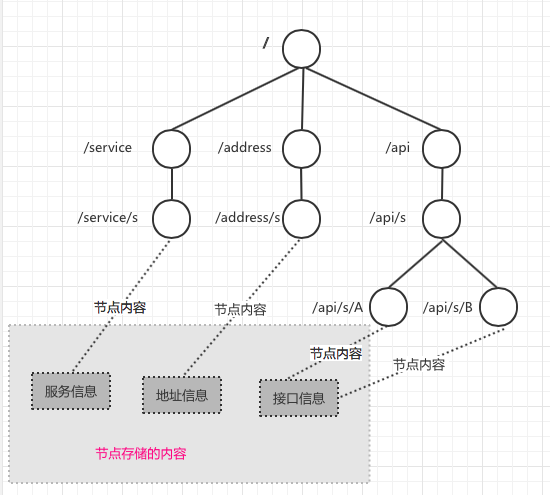 /
/service
/address
/api
/service/s
/address/s
/api/s
/api/s/A
/api/s/B
节点内容
节点内容
节点内容
节点内容
服务信息
地址信息
接口信息
节点存储的内容